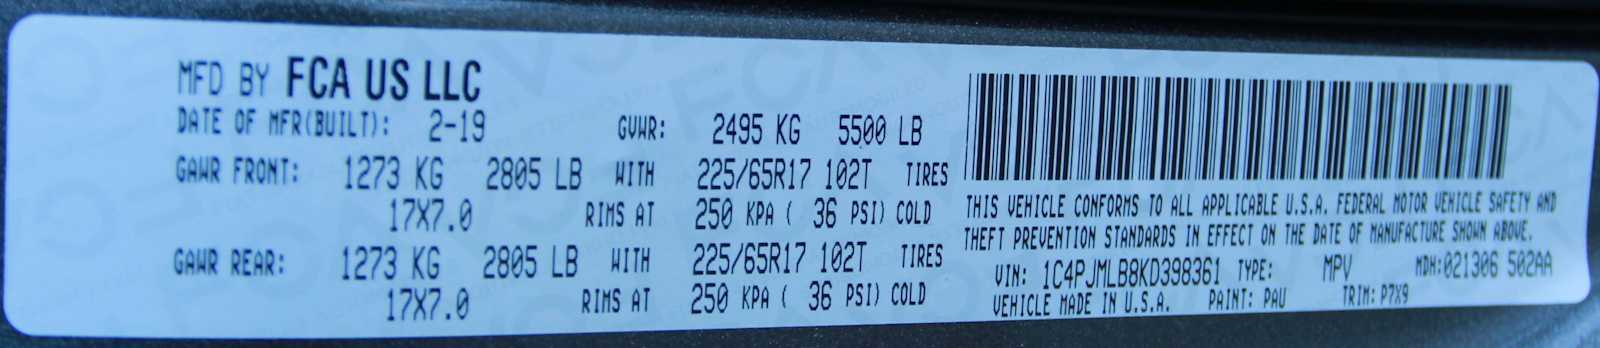 MFD BY FCA US LLC
DATE OF MFR(BUILT): 2-19 GVWR: 2495 KG 5500 LB
GAWR FRONT: 1273 KG 2805 LB WITH 225/65R17 102T TIRES
17X7.0 RIMS AT 250 KPA ( 36 PSI) COLD
GAWR REAR: 1273 KG 2805 LB WITH 225/65R17 102T TIRES
17X7.0 RIMS AT 250 KPA ( 36 PSI) COLD
THIS VEHICLE CONFORMS TO ALL APPLICABLE U.S.A. FEDERAL MOTOR VEHICLE SAFETY AND
THEFT PREVENTION STANDARDS IN EFFECT ON THE DATE OF MANUFACTURE SHOWN ABOVE.
VIN: 1C4PJMLB8KD398361 TYPE: MPV MDH:021306 502AA
VEHICLE MADE IN U.S.A. PAINT: PAU TRIM: P7X9